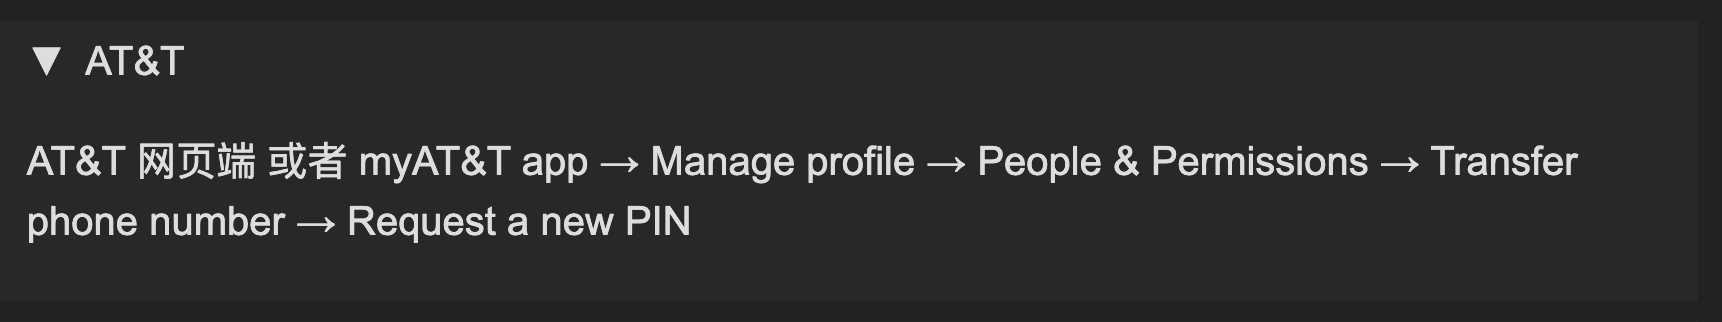 ▼ AT&T
AT&T 网页端 或者 myAT&T app → Manage profile → People & Permissions → Transfer
phone number → Request a new PIN